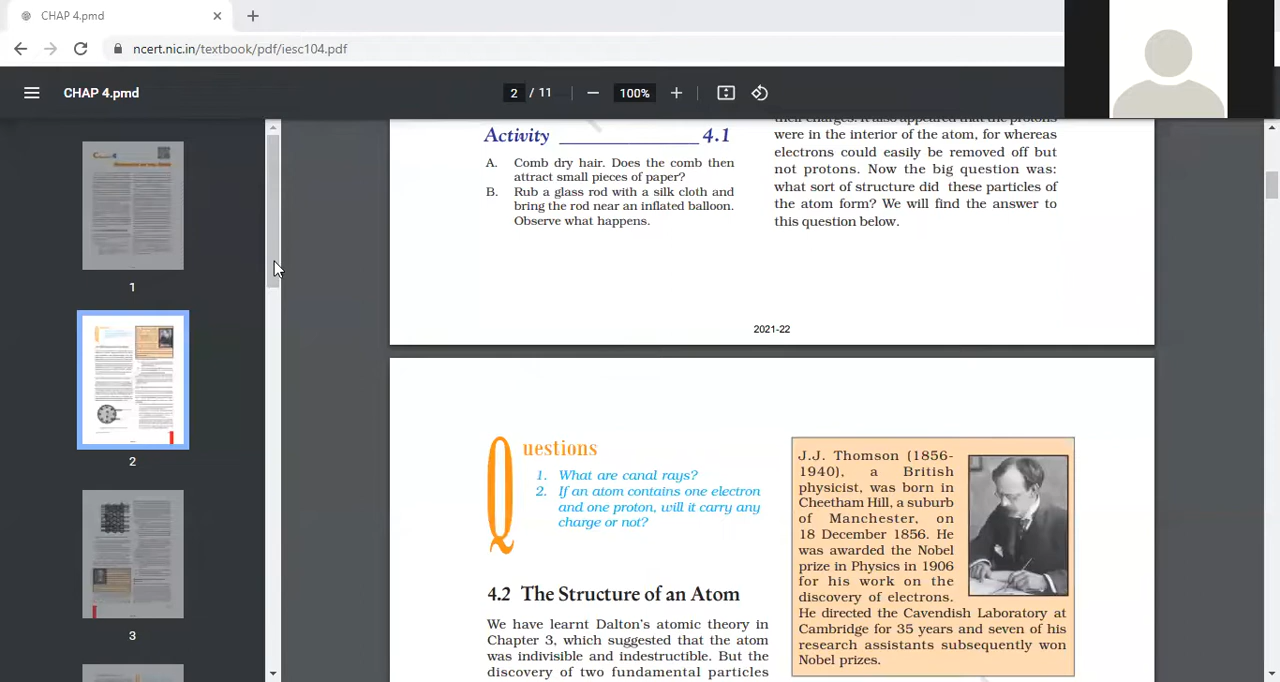 CHAP 4.pmd
ncert.nic.in/textbook/pdf/iesc104.pdf
CHAP 4.pmd
2 / 11
100%
1
2
3
Activity 4.1
A. Comb dry hair. Does the comb then
attract small pieces of paper?
B. Rub a glass rod with a silk cloth and
bring the rod near an inflated balloon.
Observe what happens.
their charges. It also appeared that the protons
were in the interior of the atom, for whereas
electrons could easily be removed off but
not protons. Now the big question was:
what sort of structure did these particles of
the atom form? We will find the answer to
this question below.
2021-22
Questions
1. What are canal rays?
2. If an atom contains one electron
and one proton, will it carry any
charge or not?
4.2 The Structure of an Atom
We have learnt Dalton's atomic theory in
Chapter 3, which suggested that the atom
was indivisible and indestructible. But the
discovery of two fundamental particles
J.J. Thomson (1856-
1940), a British
physicist, was born in
Cheetham Hill, a suburb
of Manchester, on
18 December 1856. He
was awarded the Nobel
prize in Physics in 1906
for his work on the
discovery of electrons.
He directed the Cavendish Laboratory at
Cambridge for 35 years and seven of his
research assistants subsequently won
Nobel prizes.